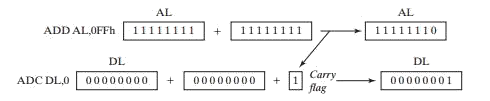 AL AL
ADD AL,0FFh 11111111 + 11111111 11111110
DL DL
ADC DL,0 00000000 + 00000000 + 1 Carry flag 00000001